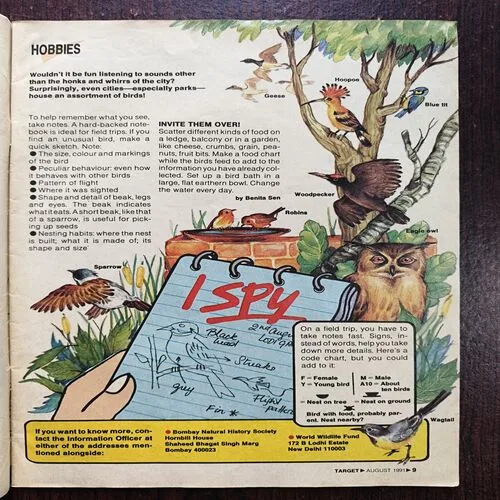 HOBBIES
Wouldn't it be fun listening to sounds other
than the honks and whirrs of the city?
Surprisingly, even cities—especially parks—
house an assortment of birds!
Geese
Hoopoe
Blue tit
To help remember what you see,
take notes. A hard-backed note-
book is ideal for field trips. If you
find an unusual bird, make a
quick sketch. Note:
● The size, colour and markings
of the bird
● Peculiar behaviour: even how
it behaves with other birds
● Pattern of flight
● Where it was sighted
● Shape and detail of beak, legs
and eyes. The beak indicates
what it eats. A short beak, like that
of a sparrow, is useful for pick-
ing up seeds
● Nesting habits: where the nest
is built; what it is made of; its
shape and size
INVITE THEM OVER!
Scatter different kinds of food on
a ledge, balcony or in a garden,
like cheese, crumbs, grain, pea-
nuts, fruit bits. Make a food chart
while the birds feed to add to the
information you have already col-
lected. Set up a bird bath in a
large, flat earthern bowl. Change
the water every day.
by Benita Sen
Woodpecker
Robins
Eagle owl
Sparrow
I SPY
Black
head
2nd Aug
Lodi g
Streaks
grey
Fin
Flight
pattern
On a field trip, you have to
take notes fast. Signs, in-
stead of words, help you take
down more details. Here's a
code chart, but you could
add to it:
F – Female M – Male
Y – Young bird A10 – About
ten birds
– Nest on tree – Nest on ground
Bird with food, probably par-
ent. Nest nearby?
Wagtail
If you want to know more, con-
tact the Information Officer at
either of the addresses men-
tioned alongside:
● Bombay Natural History Society
Hornbill House
Shaheed Bhagat Singh Marg
Bombay 400023
● World Wildlife Fund
172 B Lodhi Estate
New Delhi 110003
TARGET ▶ AUGUST 1991 ▶ 9